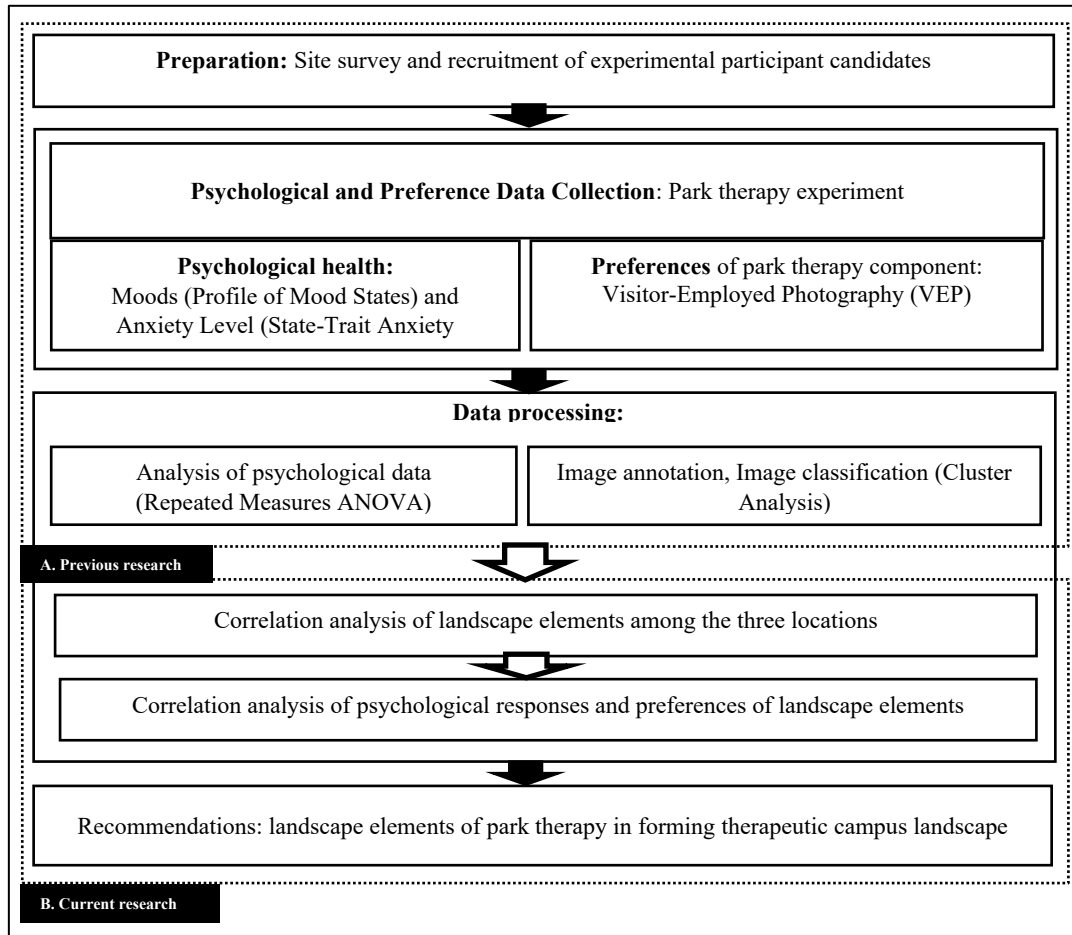 Preparation: Site survey and recruitment of experimental participant candidates
Psychological and Preference Data Collection: Park therapy experiment
Psychological health:
Moods (Profile of Mood States) and
Anxiety Level (State-Trait Anxiety
Preferences of park therapy component:
Visitor-Employed Photography (VEP)
Data processing:
Analysis of psychological data
(Repeated Measures ANOVA)
Image annotation, Image classification (Cluster
Analysis)
A. Previous research
Correlation analysis of landscape elements among the three locations
Correlation analysis of psychological responses and preferences of landscape elements
Recommendations: landscape elements of park therapy in forming therapeutic campus landscape
B. Current research